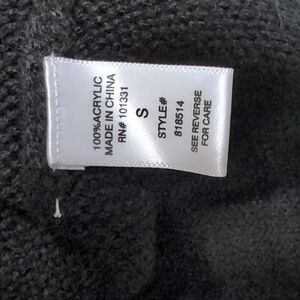 100%ACRYLIC
MADE IN CHINA
RN# 101331
S
STYLE#
818514
SEE REVERSE
FOR CARE